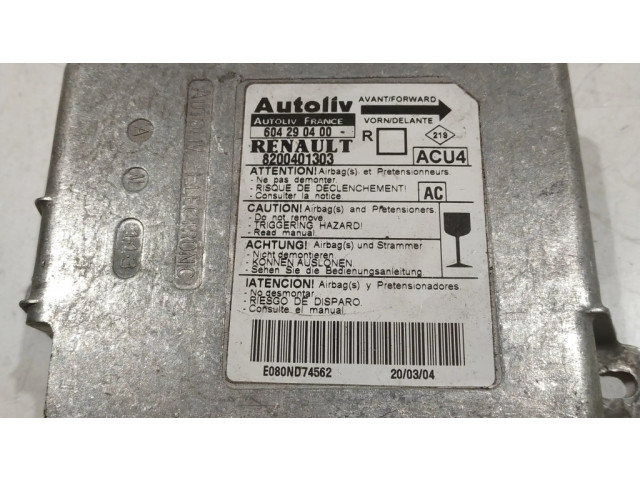 Autoliv
AVANT/FORWARD
AUTOLIV FRANCE
VORN/DELANTE
604 29 04 00 -
R
218
RENAULT
8200401303
ACU4
ATTENTION! Airbag(s) et Pretensionneurs.
- Ne pas demonter.
- RISQUE DE DECLENCHEMENT!
- Consulter la notice.
AC
CAUTION! Airbag(s) and Pretensioners.
- Do not remove.
- TRIGGERING HAZARD!
- Read manual.
ACHTUNG! Airbag(s) und Strammer
- Nicht demontieren.
- KONNEN AUSLONEN.
- Sehen Sie die Bedienungsanleitung.
¡ATENCION! Airbag(s) y Pretensionadores.
- No desmontar.
- RIESGO DE DISPARO.
- Consulte el manual.
E080ND74562
20/03/04
AUTOLIV ELECTRONIC